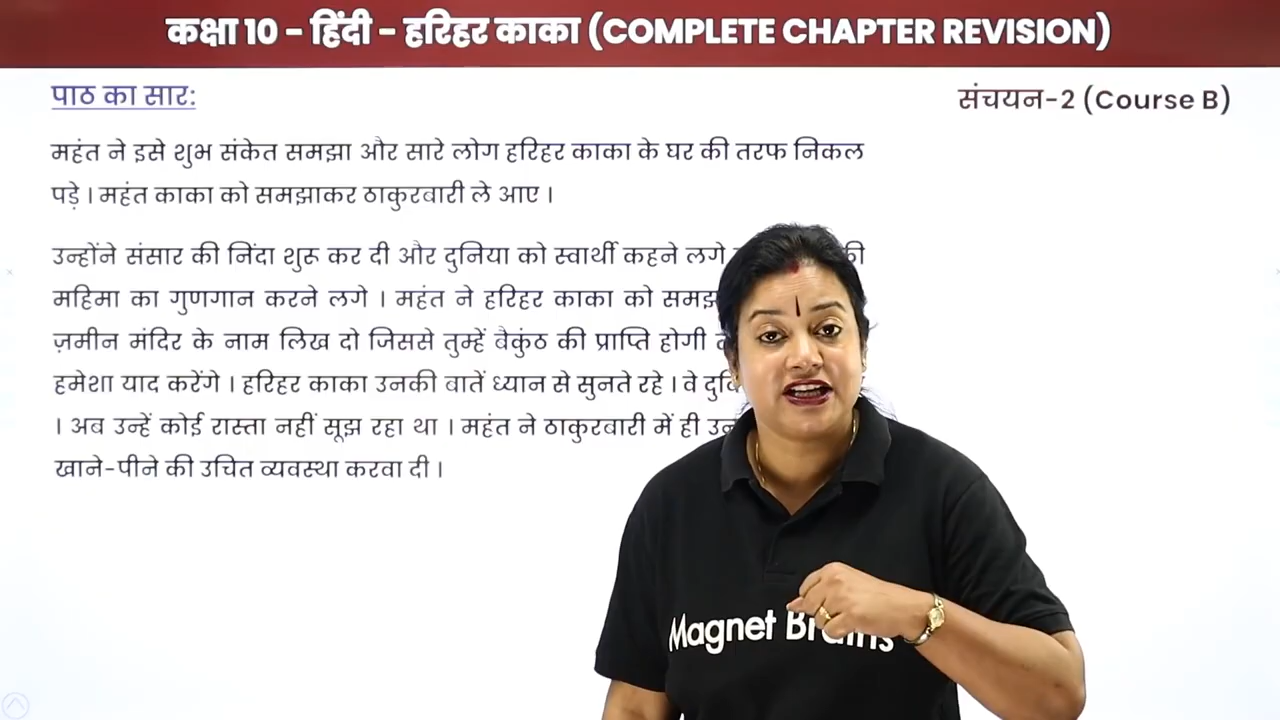 कक्षा 10 - हिंदी - हरिहर काका (COMPLETE CHAPTER REVISION)
पाठ का सार:
संचयन-2 (Course B)
महंत ने इसे शुभ संकेत समझा और सारे लोग हरिहर काका के घर की तरफ निकल
पड़े । महंत काका को समझाकर ठाकुरबारी ले आए ।
उन्होंने संसार की निंदा शुरू कर दी और दुनिया को स्वार्थी कहने लगे
महिमा का गुणगान करने लगे । महंत ने हरिहर काका को
ज़मीन मंदिर के नाम लिख दो जिससे तुम्हें बैकुंठ की प्राप्ति होगी
हमेशा याद करेंगे । हरिहर काका उनकी बातें ध्यान से सुनते रहे । वे
। अब उन्हें कोई रास्ता नहीं सूझ रहा था । महंत ने ठाकुरबारी में ही
खाने-पीने की उचित व्यवस्था करवा दी ।
Magnet Brains